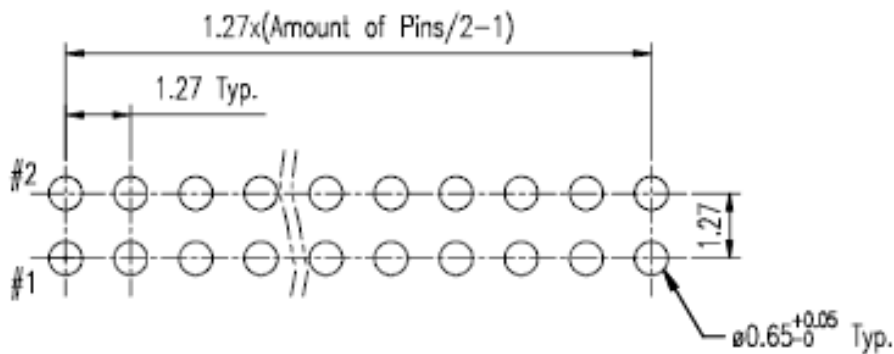 1.27x(Amount of Pins/2-1)
1.27 Typ.
#2
1.27
#1
ø0.65+0.05-0 Typ.